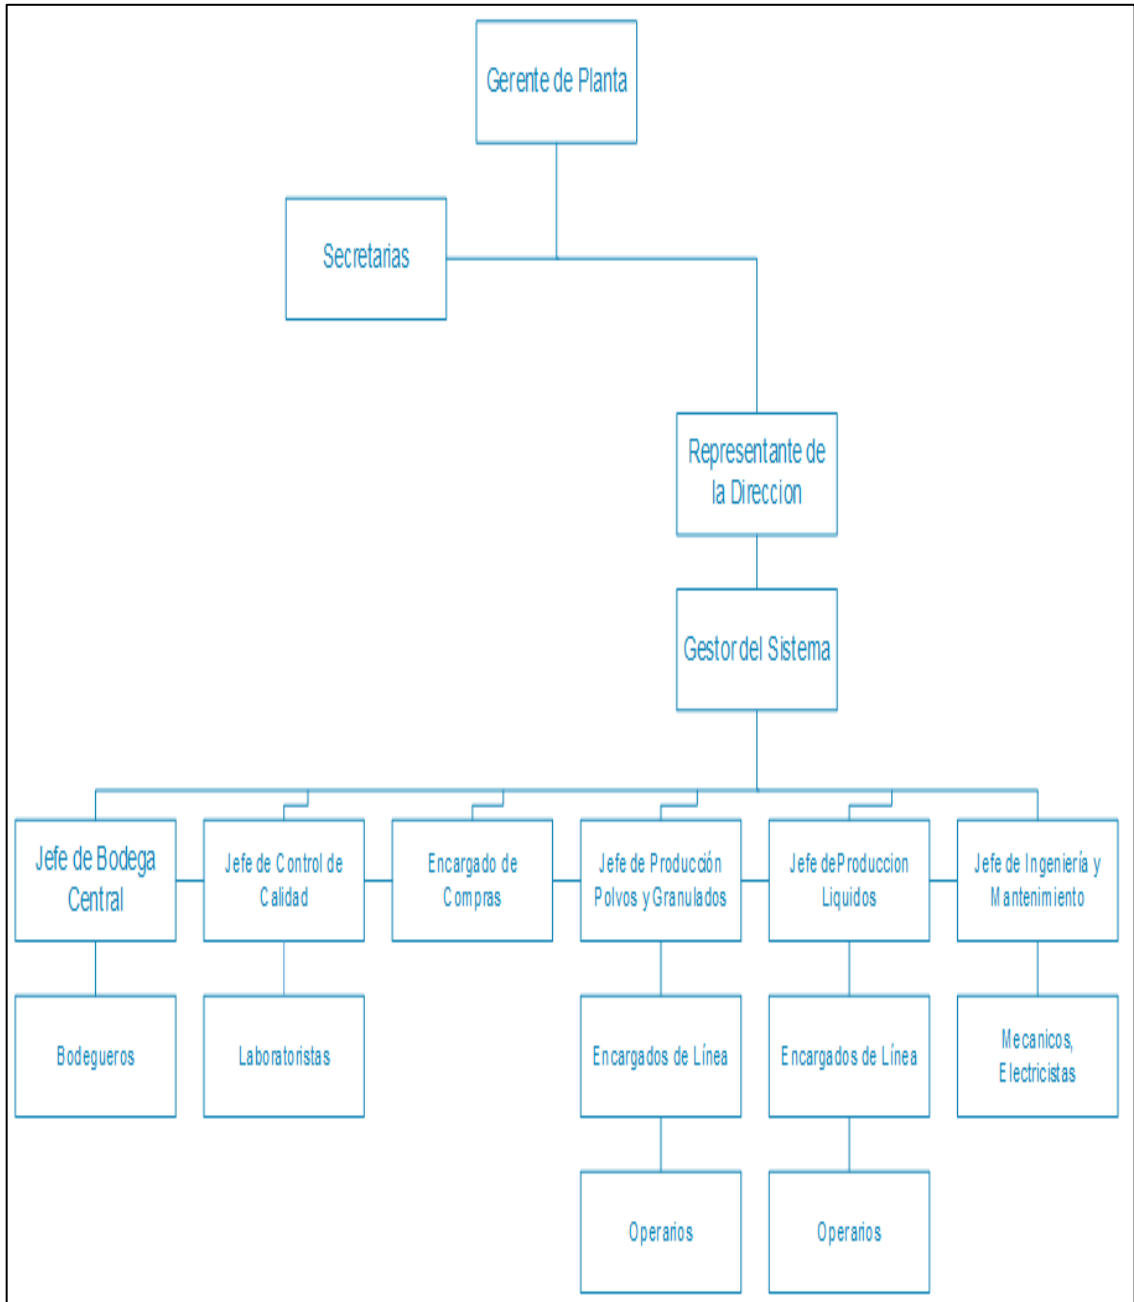 Gerente de Planta
Secretarias
Representante de
la Direccion
Gestor del Sistema
Jefe de Bodega
Central
Jefe de Control de
Calidad
Encargado de
Compras
Jefe de Producción
Polvos y Granulados
Jefe de Produccion
Liquidos
Jefe de Ingeniería y
Mantenimiento
Bodegueros
Laboratoristas
Encargados de Línea
Encargados de Línea
Mecanicos,
Electricistas
Operarios
Operarios